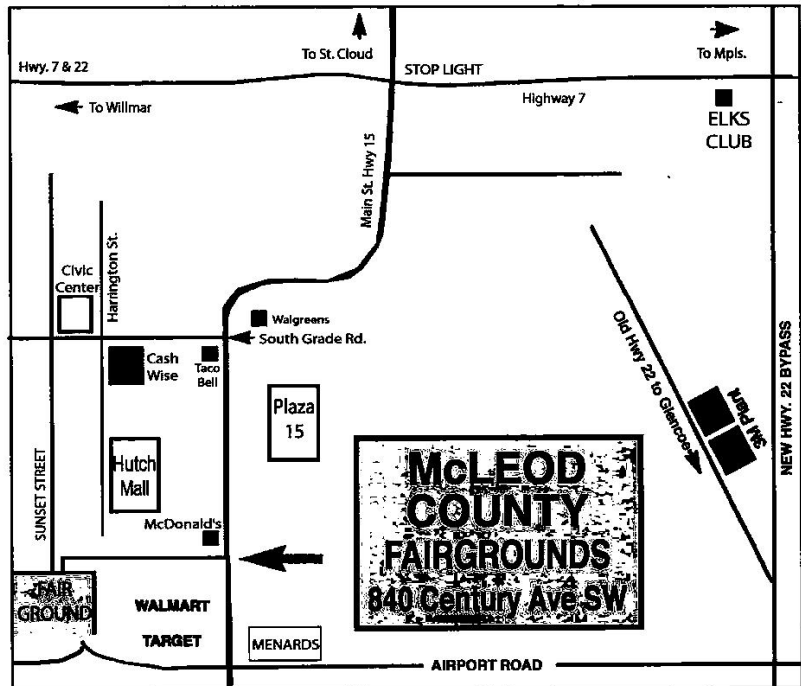 To St. Cloud
To Mpls.
Hwy. 7 & 22
STOP LIGHT
Highway 7
To Willmar
ELKS
CLUB
Main St. Hwy 15
Harrington St.
Civic
Center
Walgreens
South Grade Rd.
Cash
Wise
Taco
Bell
Old Hwy 22 to Glencoe
3M Plant
NEW HWY. 22 BYPASS
Plaza
15
SUNSET STREET
Hutch
Mall
McDonald's
McLEOD
COUNTY
FAIRGROUNDS
840 Century Ave SW
FAIR
GROUND
WALMART
TARGET
MENARDS
AIRPORT ROAD